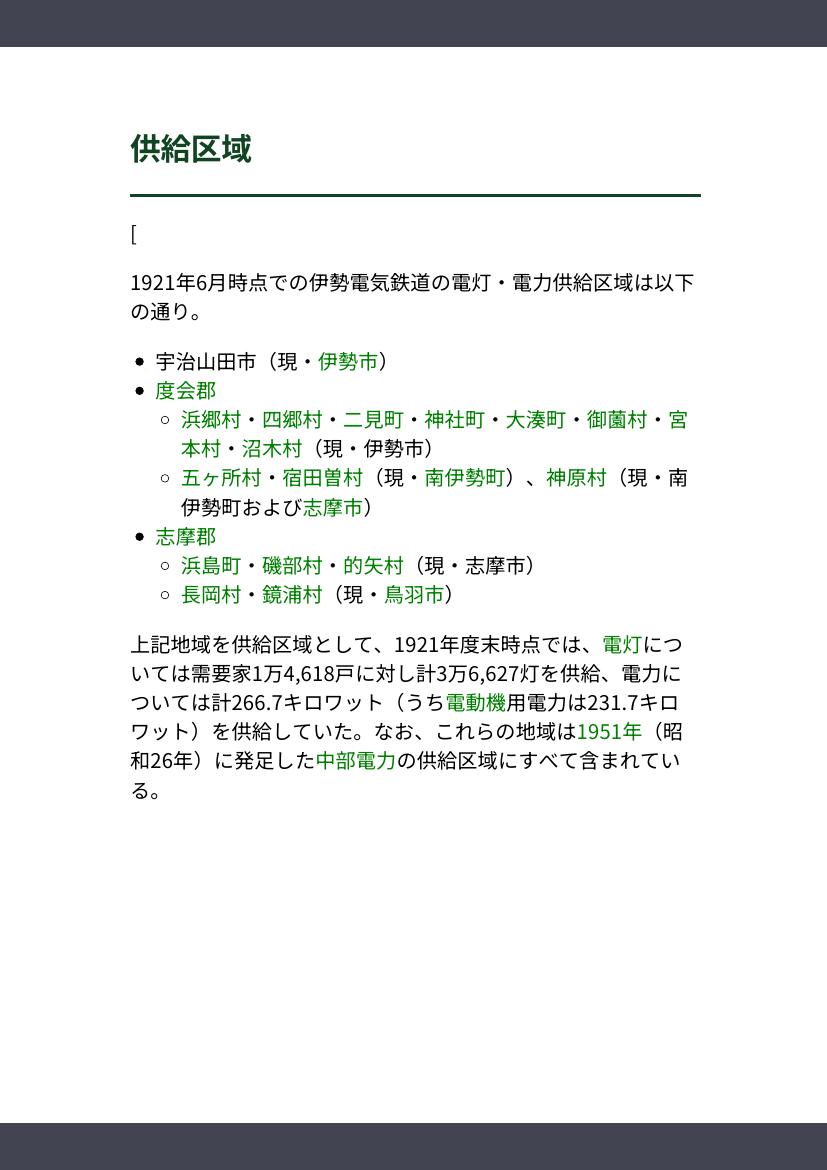 供給区域
[
1921年6月時点での伊勢電気鉄道の電灯・電力供給区域は以下
の通り。
• 宇治山田市（現・伊勢市）
• 度会郡
◦ 浜郷村・四郷村・二見町・神社町・大湊町・御薗村・宮
本村・沼木村（現・伊勢市）
◦ 五ヶ所村・宿田曽村（現・南伊勢町）、神原村（現・南
伊勢町および志摩市）
• 志摩郡
◦ 浜島町・磯部村・的矢村（現・志摩市）
◦ 長岡村・鏡浦村（現・鳥羽市）
上記地域を供給区域として、1921年度末時点では、電灯につ
いては需要家1万4,618戸に対し計3万6,627灯を供給、電力に
ついては計266.7キロワット（うち電動機用電力は231.7キロ
ワット）を供給していた。なお、これらの地域は1951年（昭
和26年）に発足した中部電力の供給区域にすべて含まれてい
る。